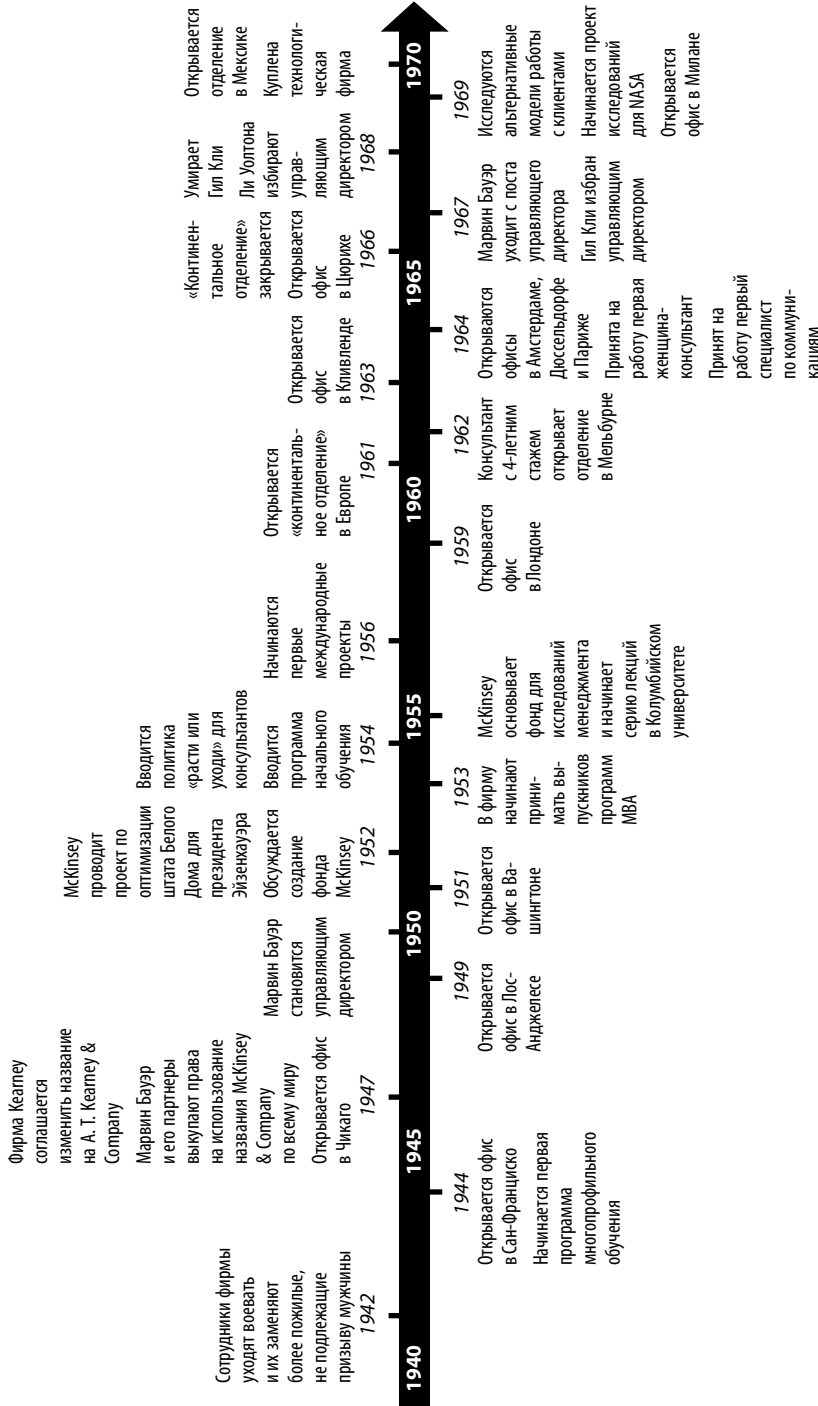 Сотрудники фирмы
уходят воевать
и их заменяют
более пожилые,
не подлежащие
призыву мужчины
1942
Фирма Kearney
соглашается
изменить название
на A. T. Kearney &
Company
Марвин Бауэр
и его партнеры
выкупают права
на использование
названия McKinsey
& Company
по всему миру
Открывается офис
в Чикаго
1947
Марвин Бауэр
становится
управляющим
директором
McKinsey
проводит
проект по
оптимизации
штата Белого
Дома для
президента
Эйзенхауэра
Обсуждается
создание
фонда
McKinsey
1952
Вводится
политика
«расти или
уходи» для
консультантов
Вводится
программа
начального
обучения
1954
Начинаются
первые
международные
проекты
1956
Открывается
«континенталь-
ное отделение»
в Европе
1961
Открывается
офис
в Кливленде
1963
«Континен-
тальное
отделение»
закрывается
Открывается
офис
в Цюрихе
1966
Умирает
Гил Кли
Ли Уолтона
избирают
управ-
ляющим
директором
1968
Открывается
отделение
в Мексике
Куплена
технологи-
ческая
фирма
1940
1945
1950
1955
1960
1965
1970
1944
Открывается офис
в Сан-Франциско
Начинается первая
программа
многопрофильного
обучения
1949
Открывается
офис в Лос-
Анджелесе
1951
Открывается
офис в Ва-
шингтоне
1953
В фирму
начинают
прини-
мать вы-
пускников
программ
MBA
McKinsey
основывает
фонд для
исследований
менеджмента
и начинает
серию лекций
в Колумбийском
университете
1959
Открывается
офис
в Лондоне
1962
Консультант
с 4-летним
стажем
открывает
отделение
в Мельбурне
1964
Открываются
офисы
в Амстердаме,
Дюссельдорфе
и Париже
Принята на
работу первая
женщина-
консультант
Принят на
работу первый
специалист
по коммуни-
кациям
1967
Марвин Бауэр
уходит с поста
управляющего
директора
Гил Кли избран
управляющим
директором
1969
Исследуются
альтернативные
модели работы
с клиентами
Начинается проект
исследований
для NASA
Открывается
офис в Милане